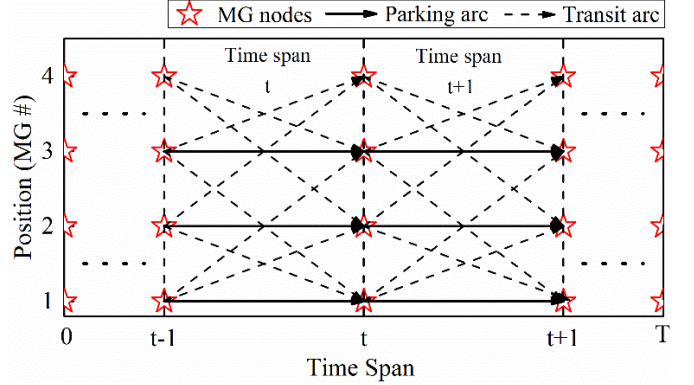 MG nodes Parking arc Transit arc
Time span Time span
t t+1
4
3
2
1
Position (MG #)
0 t-1 t t+1 T
Time Span